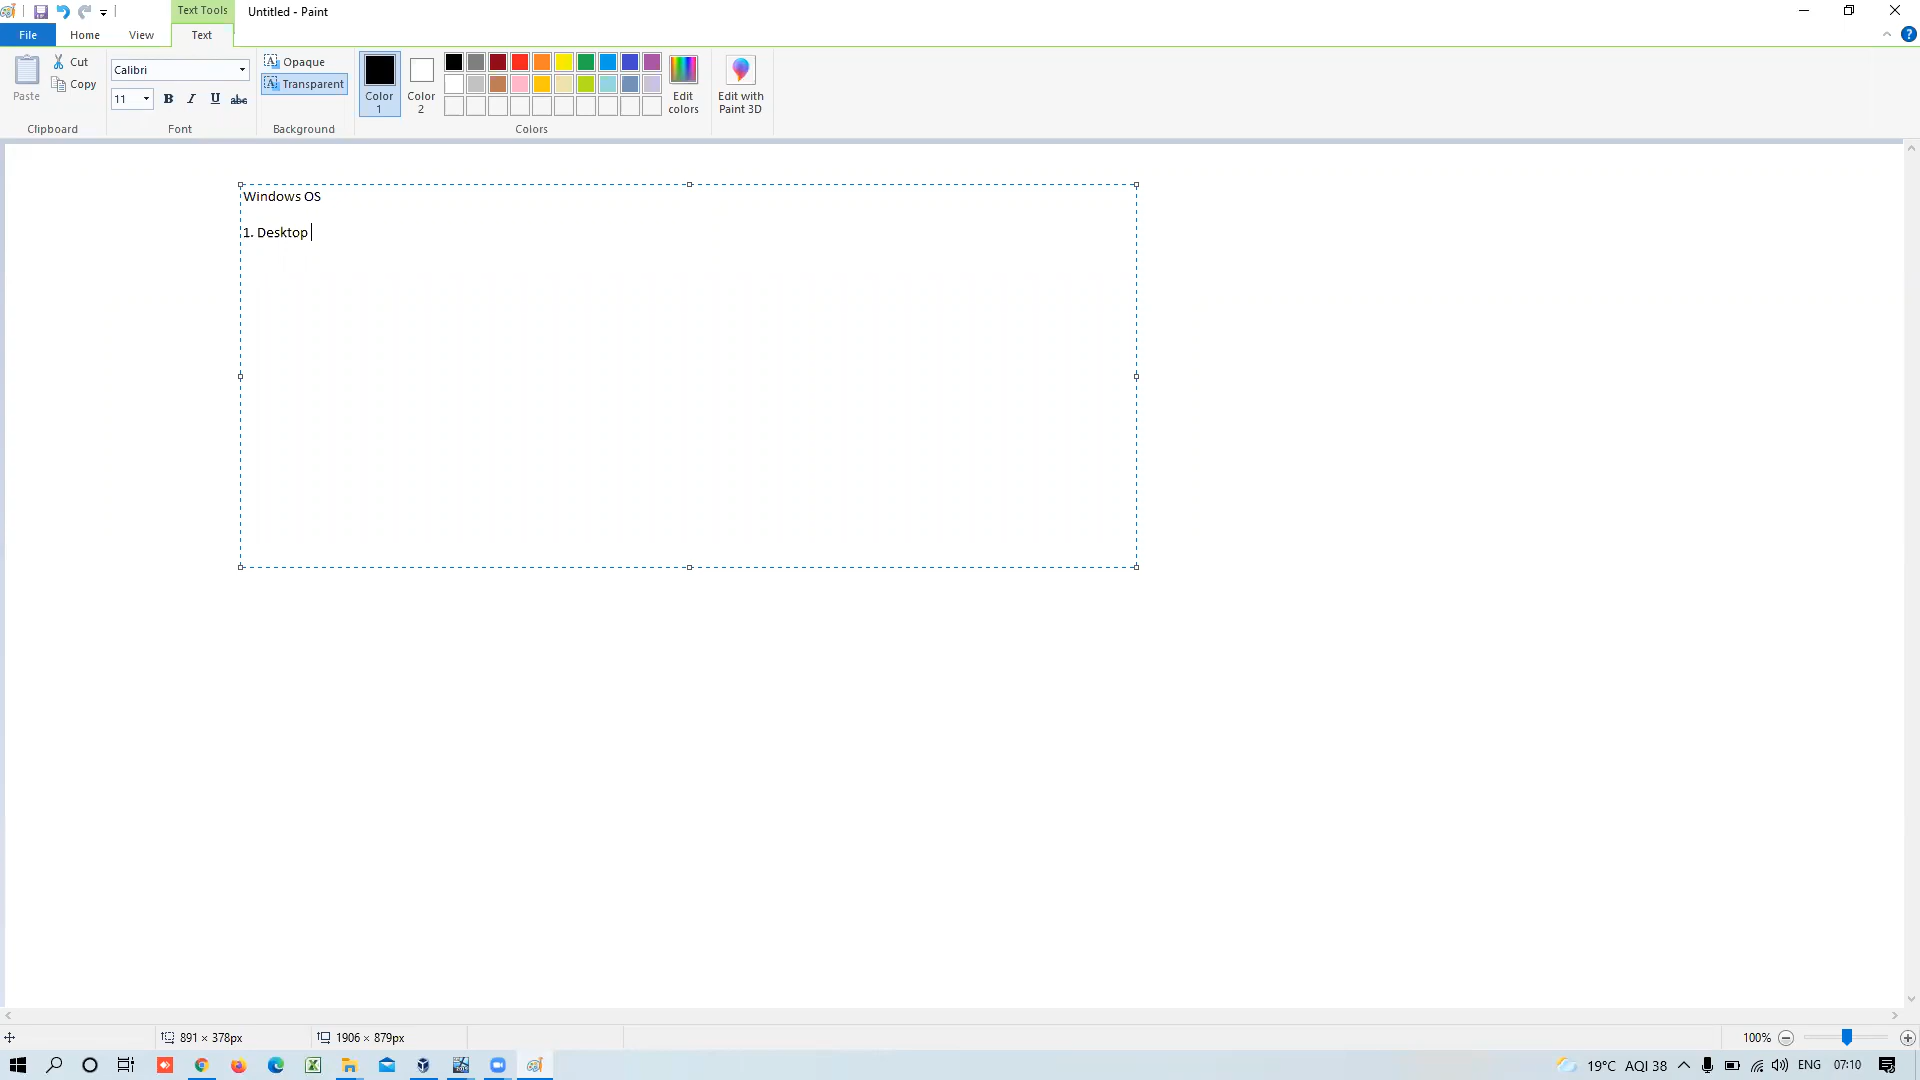 Text Tools
Untitled - Paint
File
Home
View
Text
Paste
Cut
Copy
Clipboard
Calibri
11
B I U abc
Font
Opaque
Transparent
Background
Color 1
Color 2
Colors
Edit colors
Edit with Paint 3D
Windows OS
1. Desktop
891 × 378px
1906 × 879px
100%
19°C AQI 38
ENG
07:10